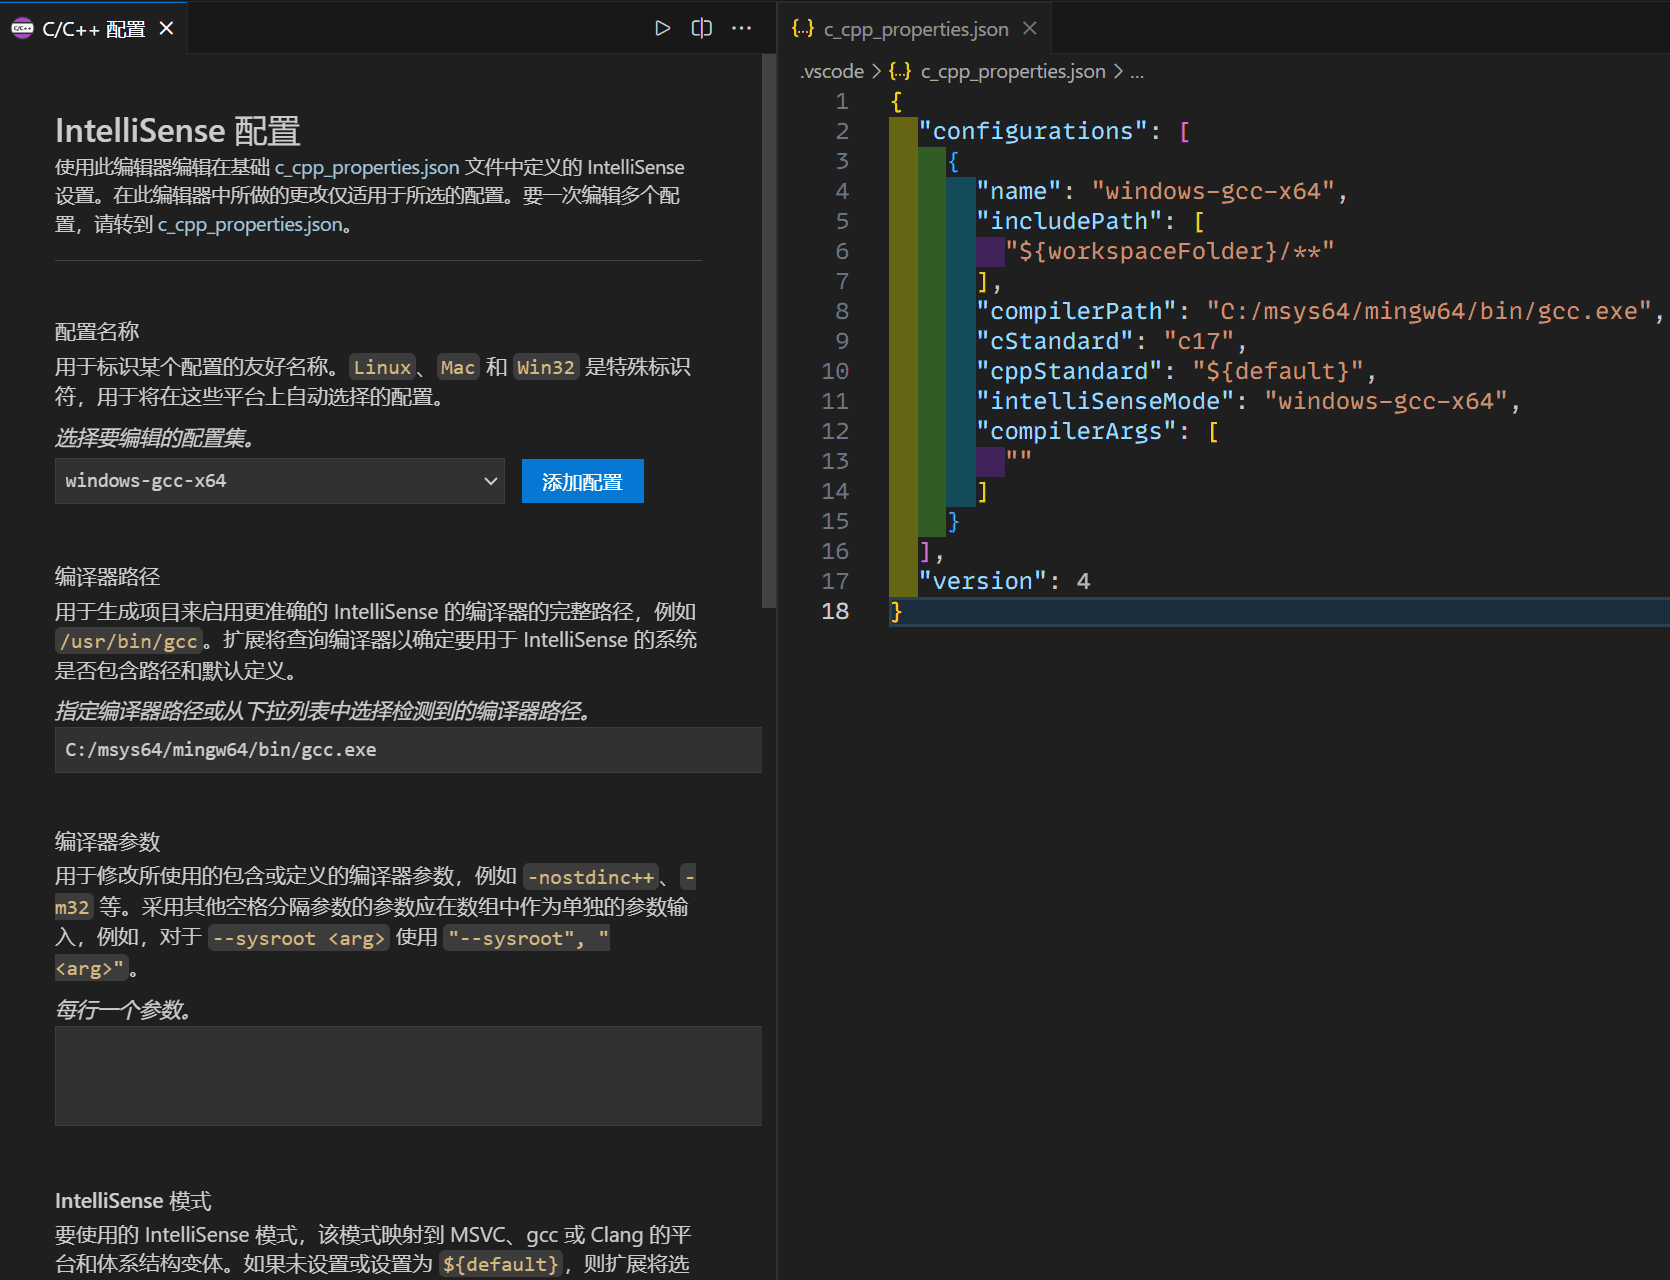 C/C++ 配置
IntelliSense 配置
使用此编辑器编辑在基础 c_cpp_properties.json 文件中定义的 IntelliSense
设置。在此编辑器中所做的更改仅适用于所选的配置。要一次编辑多个配
置，请转到 c_cpp_properties.json。
配置名称
用于标识某个配置的友好名称。Linux、Mac 和 Win32 是特殊标识
符，用于将在这些平台上自动选择的配置。
选择要编辑的配置集。
windows-gcc-x64
添加配置
编译器路径
用于生成项目来启用更准确的 IntelliSense 的编译器的完整路径，例如
/usr/bin/gcc。扩展将查询编译器以确定要用于 IntelliSense 的系统
是否包含路径和默认定义。
指定编译器路径或从下拉列表中选择检测到的编译器路径。
C:/msys64/mingw64/bin/gcc.exe
编译器参数
用于修改所使用的包含或定义的编译器参数，例如 -nostdinc++、-
m32 等。采用其他空格分隔参数的参数应在数组中作为单独的参数输
入，例如，对于 --sysroot <arg> 使用 "--sysroot", "
<arg>"。
每行一个参数。
IntelliSense 模式
要使用的 IntelliSense 模式，该模式映射到 MSVC、gcc 或 Clang 的平
台和体系结构变体。如果未设置或设置为 ${default}，则扩展将选
{..} c_cpp_properties.json
.vscode > {..} c_cpp_properties.json > ...
1 {
2 "configurations": [
3 {
4 "name": "windows-gcc-x64",
5 "includePath": [
6 "${workspaceFolder}/**"
7 ],
8 "compilerPath": "C:/msys64/mingw64/bin/gcc.exe",
9 "cStandard": "c17",
10 "cppStandard": "${default}",
11 "intelliSenseMode": "windows-gcc-x64",
12 "compilerArgs": [
13 ""
14 ]
15 }
16 ],
17 "version": 4
18 }